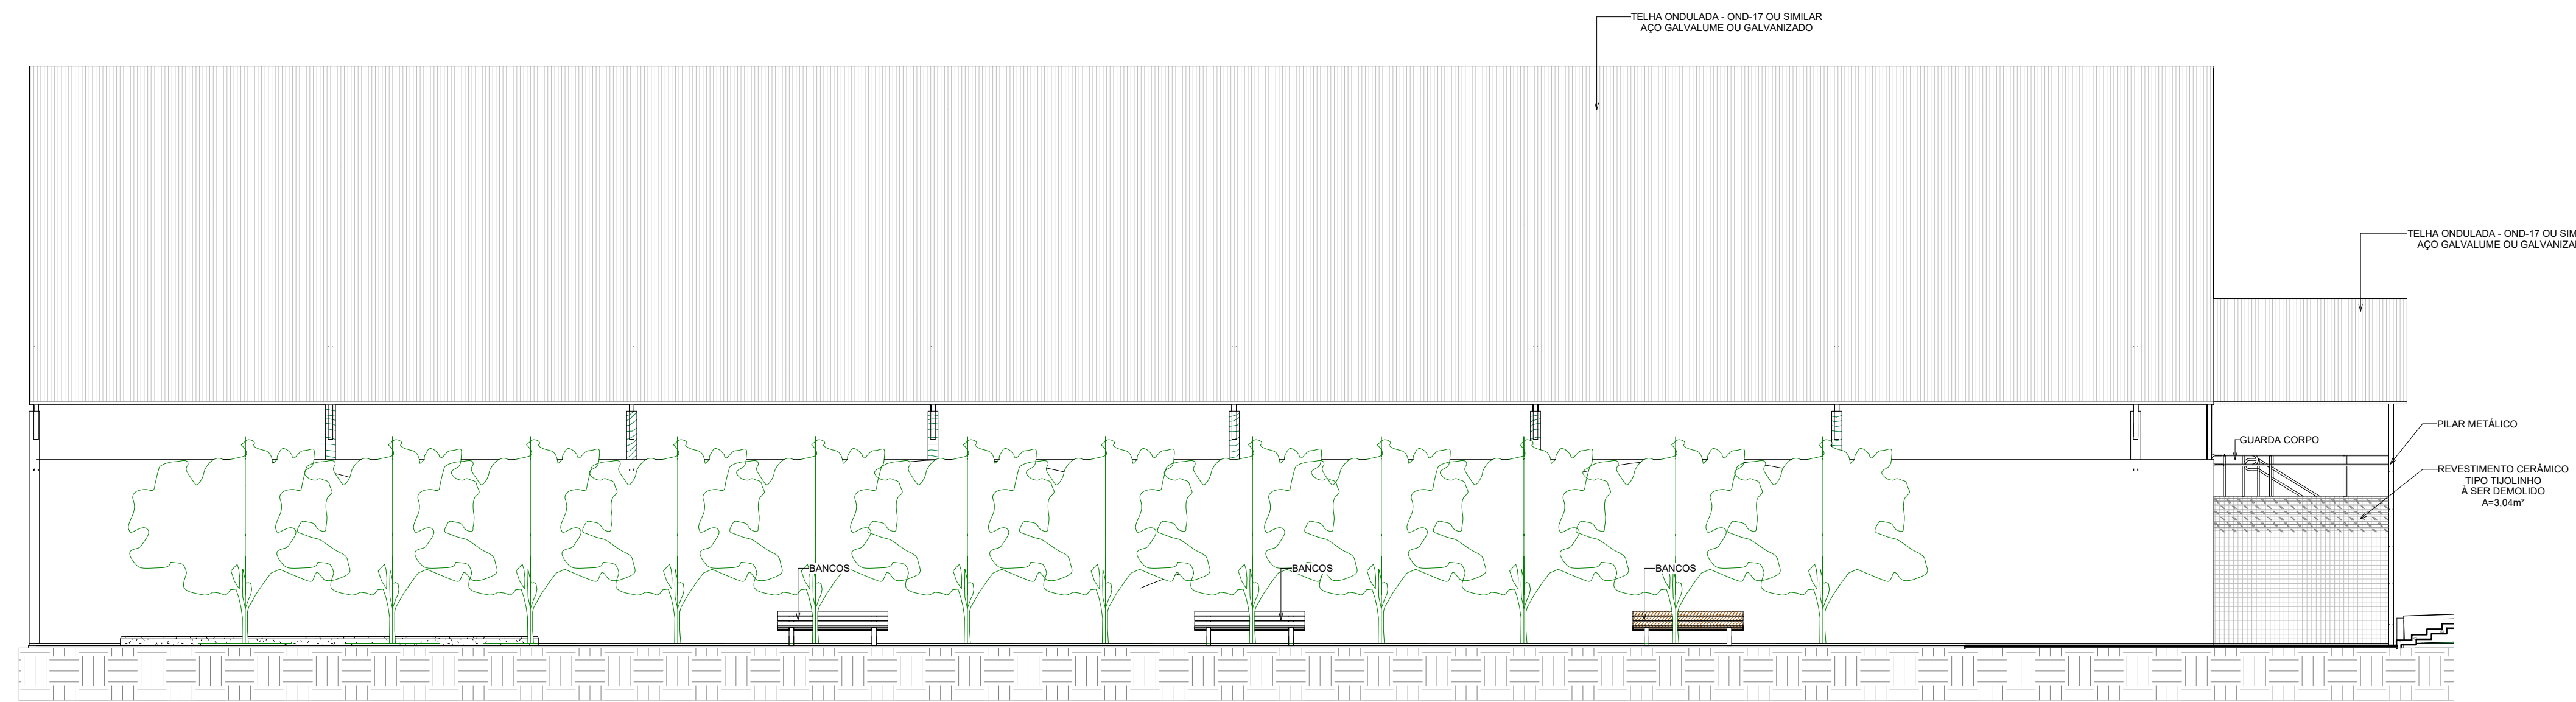 TELHA ONDULADA - OND-17 OU SIMILAR
AÇO GALVALUME OU GALVANIZADO
TELHA ONDULADA - OND-17 OU SIM
AÇO GALVALUME OU GALVANIZA
PILAR METÁLICO
GUARDA CORPO
REVESTIMENTO CERÂMICO
TIPO TIJOLINHO
À SER DEMOLIDO
A=3,04m²
BANCOS
BANCOS
BANCOS